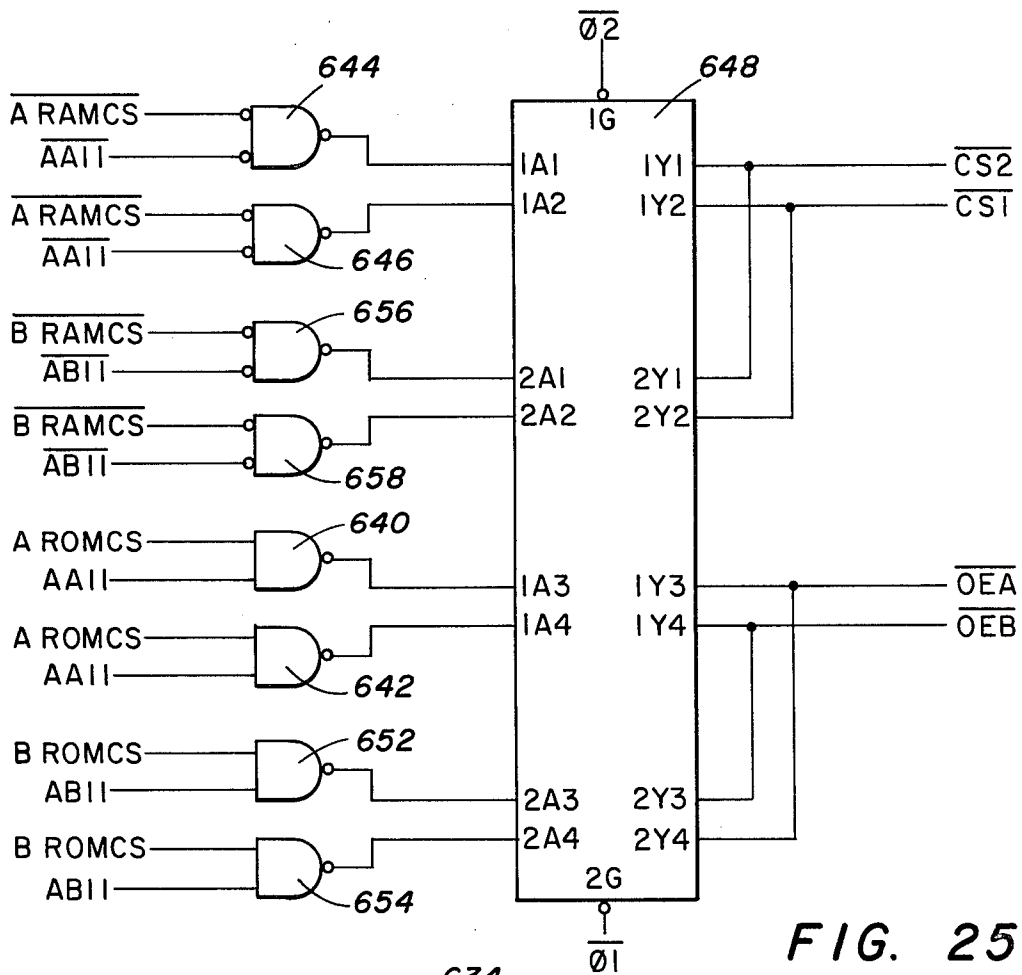 Ø2
644
648
A RAMCS
1G
AA11
1A1
1Y1
CS2
A RAMCS
1A2
1Y2
CS1
AA11
646
656
B RAMCS
AB11
2A1
2Y1
2A2
2Y2
B RAMCS
AB11
658
640
A ROMCS
AA11
1A3
1Y3
OEA
1A4
1Y4
OEB
A ROMCS
AA11
642
652
B ROMCS
AB11
2A3
2Y3
2A4
2Y4
B ROMCS
2G
AB11
654
Ø1
FIG. 25
634